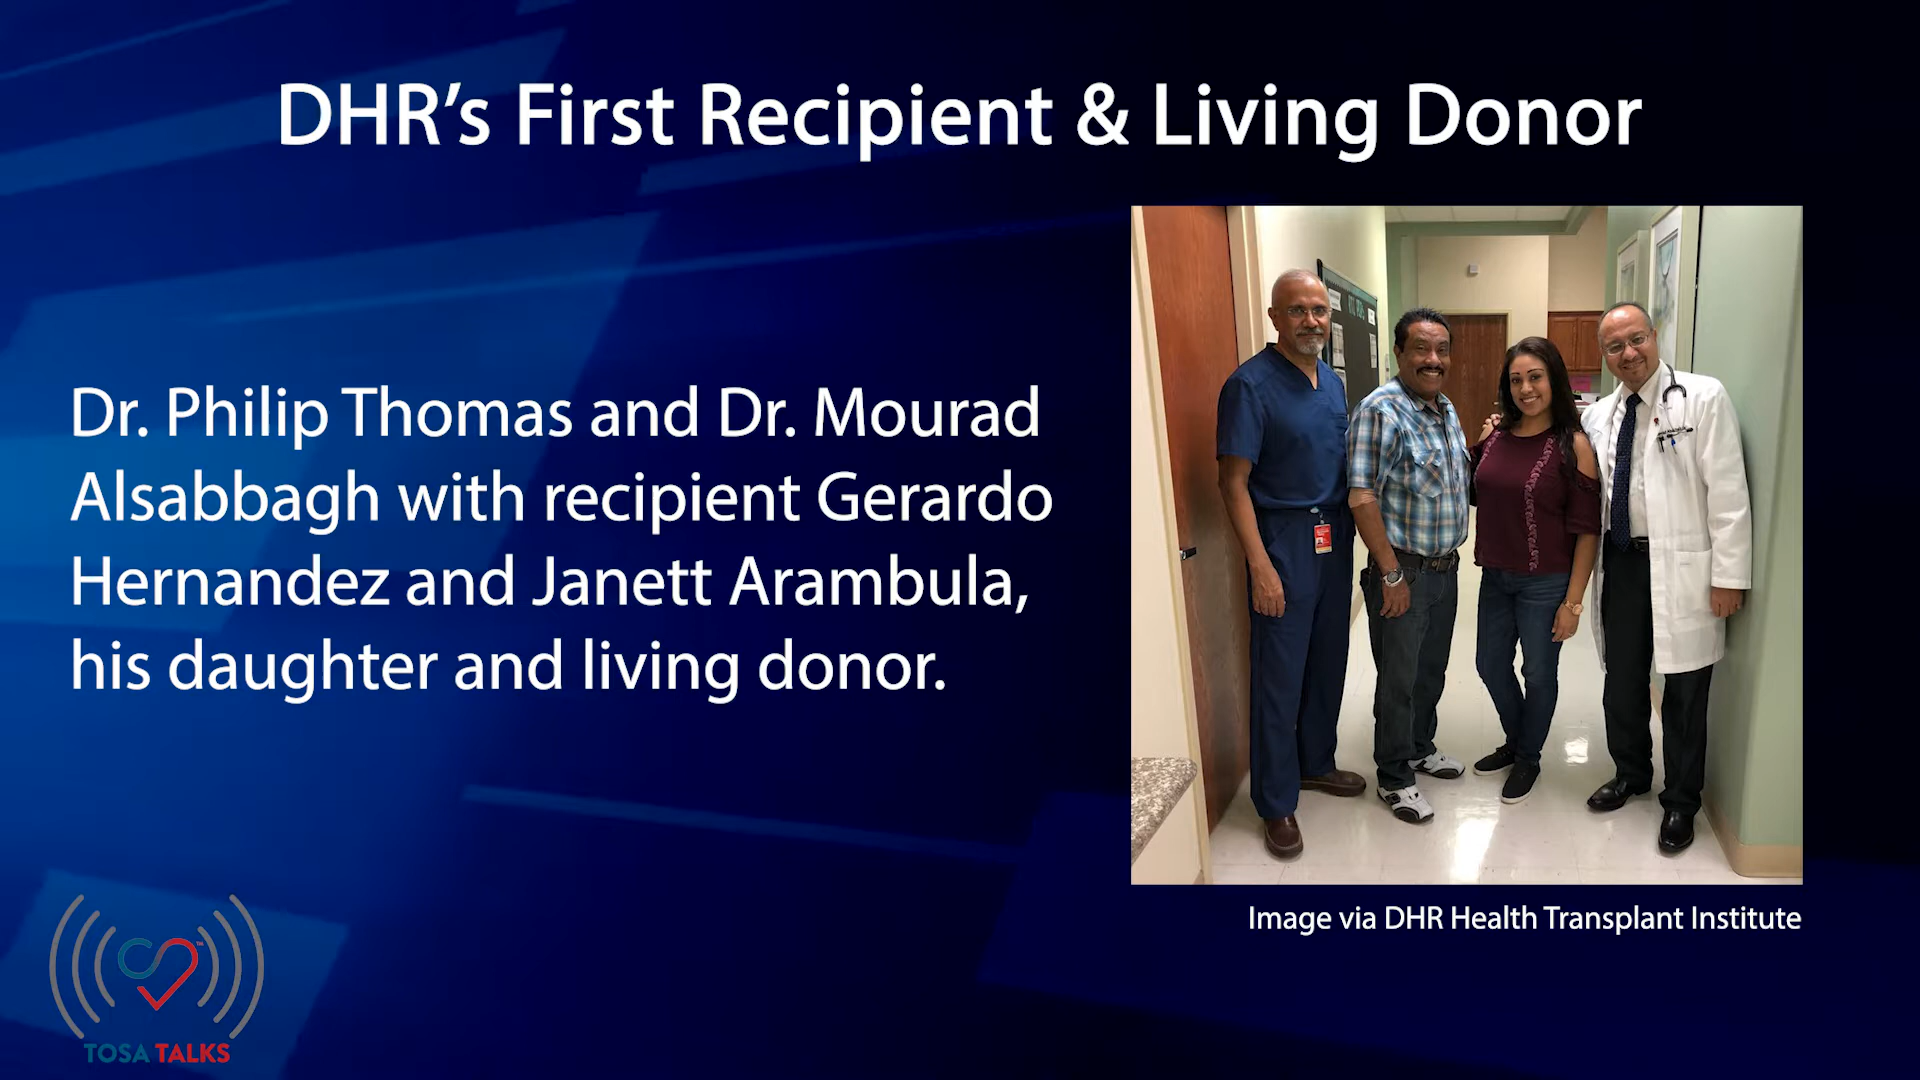 DHR's First Recipient & Living Donor
Dr. Philip Thomas and Dr. Mourad
Alsabbagh with recipient Gerardo
Hernandez and Janett Arambula,
his daughter and living donor.
Image via DHR Health Transplant Institute
TOSA TALKS